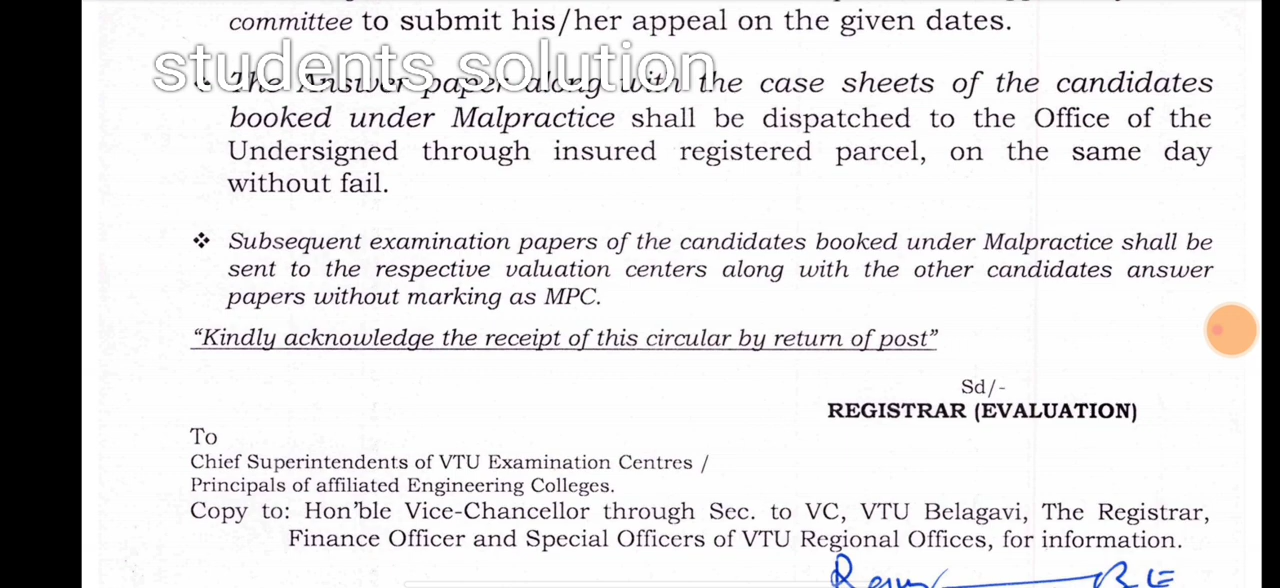 committee to submit his/her appeal on the given dates.
students solution
The Answer paper along with the case sheets of the candidates
booked under Malpractice shall be dispatched to the Office of the
Undersigned through insured registered parcel, on the same day
without fail.
❖ Subsequent examination papers of the candidates booked under Malpractice shall be
sent to the respective valuation centers along with the other candidates answer
papers without marking as MPC.
“Kindly acknowledge the receipt of this circular by return of post”
Sd/-
REGISTRAR (EVALUATION)
To
Chief Superintendents of VTU Examination Centres /
Principals of affiliated Engineering Colleges.
Copy to: Hon’ble Vice-Chancellor through Sec. to VC, VTU Belagavi, The Registrar,
Finance Officer and Special Officers of VTU Regional Offices, for information.